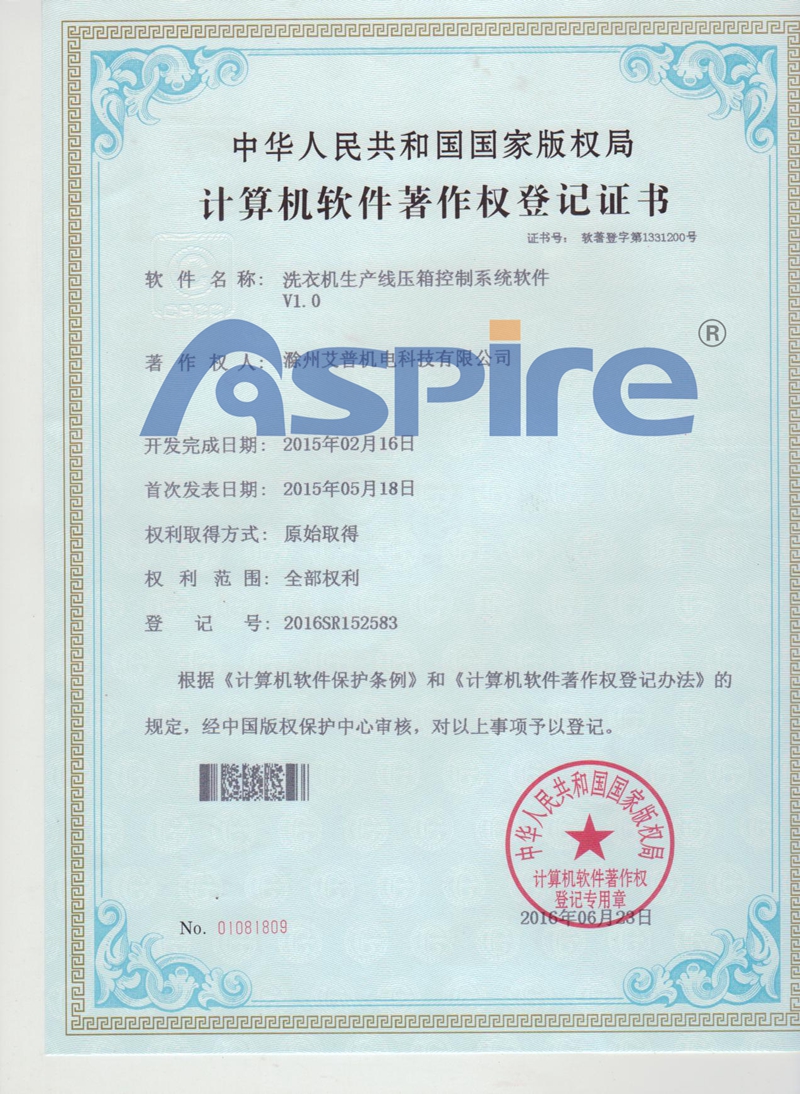 中华人民共和国国家版权局
计算机软件著作权登记证书
证书号： 软著登字第1331200号
软件名称： 洗衣机生产线压箱控制系统软件
V1.0
著作权人： 滁州艾普机电科技有限公司
Aspire ®
开发完成日期： 2015年02月16日
首次发表日期： 2015年05月18日
权利取得方式： 原始取得
权利范围： 全部权利
登记号： 2016SR152583
根据《计算机软件保护条例》和《计算机软件著作权登记办法》的
规定，经中国版权保护中心审核，对以上事项予以登记。
中华人民共和国国家版权局
计算机软件著作权
登记专用章
2016年06月23日
No. 01081809
CPCC